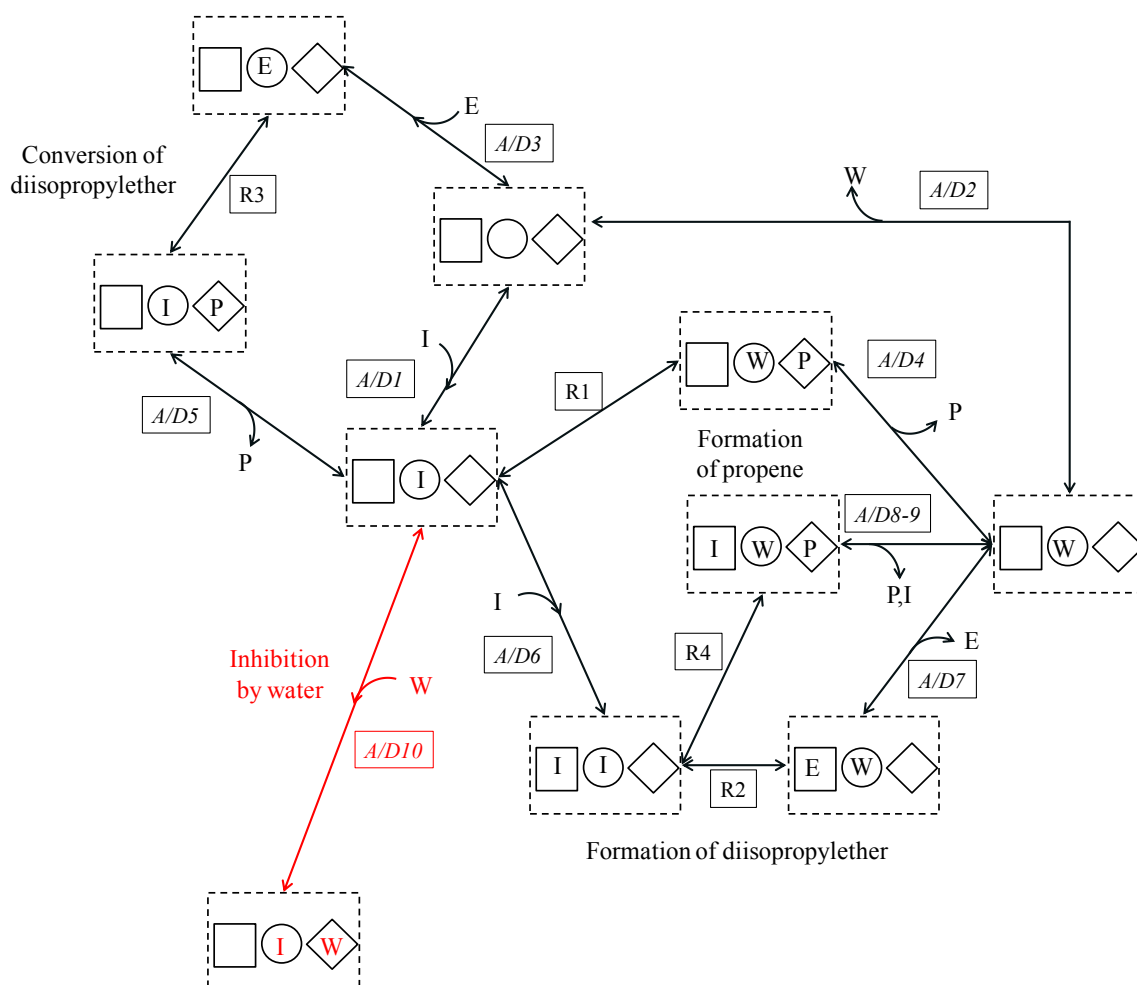 E
E
A/D3
Conversion of
diisopropylether
R3
W
A/D2
I
P
I
A/D1
A/D5
P
R1
W
P
A/D4
P
Formation
of propene
I
A/D8-9
I
W
P
W
P,I
I
A/D6
R4
E
A/D7
Inhibition
by water
W
A/D10
I
I
R2
E
W
Formation of diisopropylether
I
W